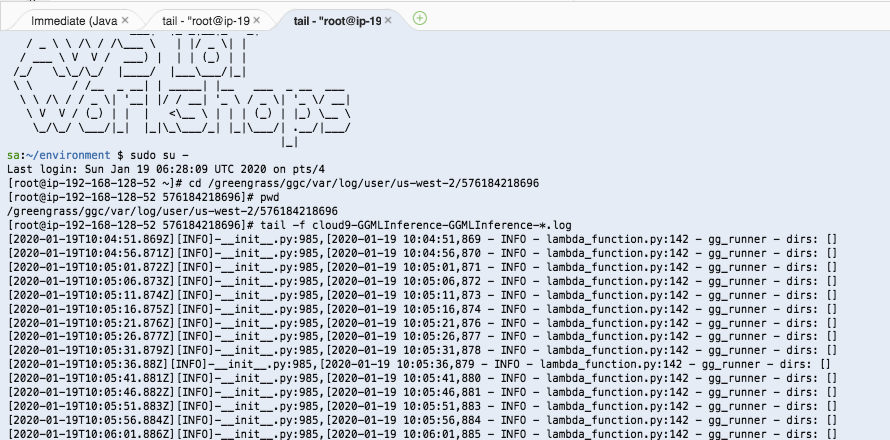 Immediate (Java × tail - "root@ip-19 × tail - "root@ip-19 ×
AWS IoT
Workshops
sa:~/environment $ sudo su -
Last login: Sun Jan 19 06:28:09 UTC 2020 on pts/4
[root@ip-192-168-128-52 ~]# cd /greengrass/ggc/var/log/user/us-west-2/576184218696
[root@ip-192-168-128-52 576184218696]# pwd
/greengrass/ggc/var/log/user/us-west-2/576184218696
[root@ip-192-168-128-52 576184218696]# tail -f cloud9-GGMLInference-GGMLInference-*.log
[2020-01-19T10:04:51.869Z][INFO]-__init__.py:985,[2020-01-19 10:04:51,869 - INFO - lambda_function.py:142 - gg_runner - dirs: []
[2020-01-19T10:04:56.871Z][INFO]-__init__.py:985,[2020-01-19 10:04:56,870 - INFO - lambda_function.py:142 - gg_runner - dirs: []
[2020-01-19T10:05:01.872Z][INFO]-__init__.py:985,[2020-01-19 10:05:01,871 - INFO - lambda_function.py:142 - gg_runner - dirs: []
[2020-01-19T10:05:06.873Z][INFO]-__init__.py:985,[2020-01-19 10:05:06,872 - INFO - lambda_function.py:142 - gg_runner - dirs: []
[2020-01-19T10:05:11.874Z][INFO]-__init__.py:985,[2020-01-19 10:05:11,873 - INFO - lambda_function.py:142 - gg_runner - dirs: []
[2020-01-19T10:05:16.875Z][INFO]-__init__.py:985,[2020-01-19 10:05:16,874 - INFO - lambda_function.py:142 - gg_runner - dirs: []
[2020-01-19T10:05:21.876Z][INFO]-__init__.py:985,[2020-01-19 10:05:21,876 - INFO - lambda_function.py:142 - gg_runner - dirs: []
[2020-01-19T10:05:26.877Z][INFO]-__init__.py:985,[2020-01-19 10:05:26,877 - INFO - lambda_function.py:142 - gg_runner - dirs: []
[2020-01-19T10:05:31.879Z][INFO]-__init__.py:985,[2020-01-19 10:05:31,878 - INFO - lambda_function.py:142 - gg_runner - dirs: []
[2020-01-19T10:05:36.88Z][INFO]-__init__.py:985,[2020-01-19 10:05:36,879 - INFO - lambda_function.py:142 - gg_runner - dirs: []
[2020-01-19T10:05:41.881Z][INFO]-__init__.py:985,[2020-01-19 10:05:41,880 - INFO - lambda_function.py:142 - gg_runner - dirs: []
[2020-01-19T10:05:46.882Z][INFO]-__init__.py:985,[2020-01-19 10:05:46,881 - INFO - lambda_function.py:142 - gg_runner - dirs: []
[2020-01-19T10:05:51.883Z][INFO]-__init__.py:985,[2020-01-19 10:05:51,883 - INFO - lambda_function.py:142 - gg_runner - dirs: []
[2020-01-19T10:05:56.884Z][INFO]-__init__.py:985,[2020-01-19 10:05:56,884 - INFO - lambda_function.py:142 - gg_runner - dirs: []
[2020-01-19T10:06:01.886Z][INFO]-__init__.py:985,[2020-01-19 10:06:01,885 - INFO - lambda_function.py:142 - gg_runner - dirs: []